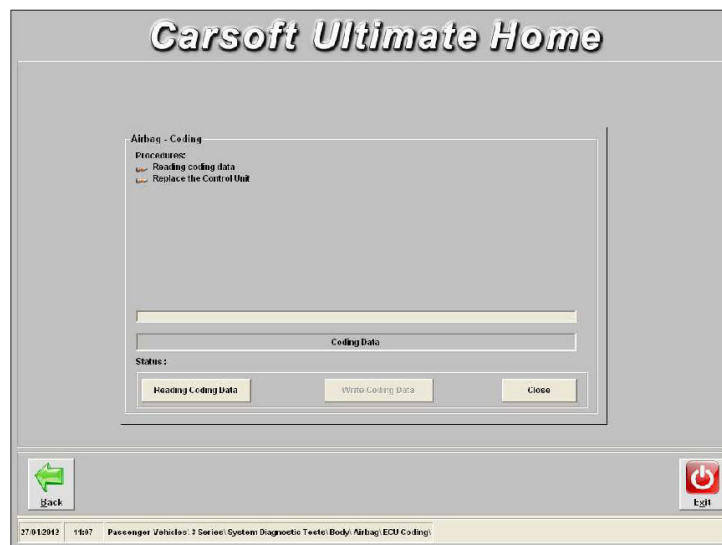 Carsoft Ultimate Home
Airbag - Coding
Procedures:
Reading coding data
Replace the Control Unit
Coding Data
Status :
Reading Coding Data Write Coding Data Close
Back Exit
27/01/2012 11:07 Passenger Vehicles\ 3 Series\ System Diagnostic Tests\ Body\ Airbag\ ECU Coding\